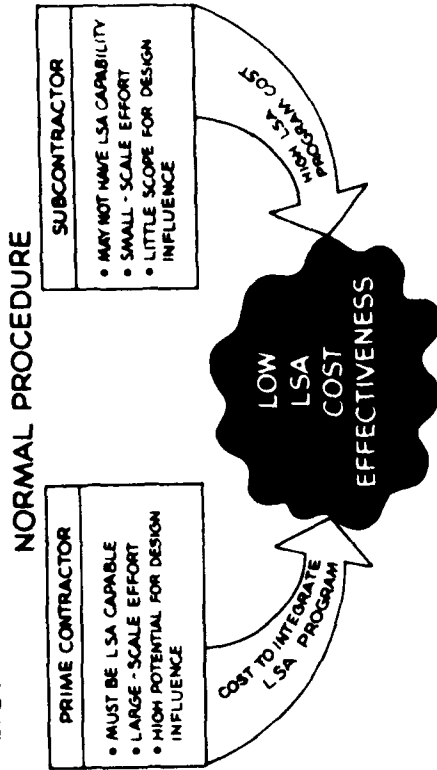 NORMAL PROCEDURE
PRIME CONTRACTOR
• MUST BE LSA CAPABLE
• LARGE-SCALE EFFORT
• HIGH POTENTIAL FOR DESIGN
INFLUENCE
COST TO INTEGRATE
LSA PROGRAM
SUBCONTRACTOR
• MAY NOT HAVE LSA CAPABILITY
• SMALL-SCALE EFFORT
• LITTLE SCOPE FOR DESIGN
INFLUENCE
HIGH LSA
PROGRAM COST
LOW
LSA
COST
EFFECTIVENESS